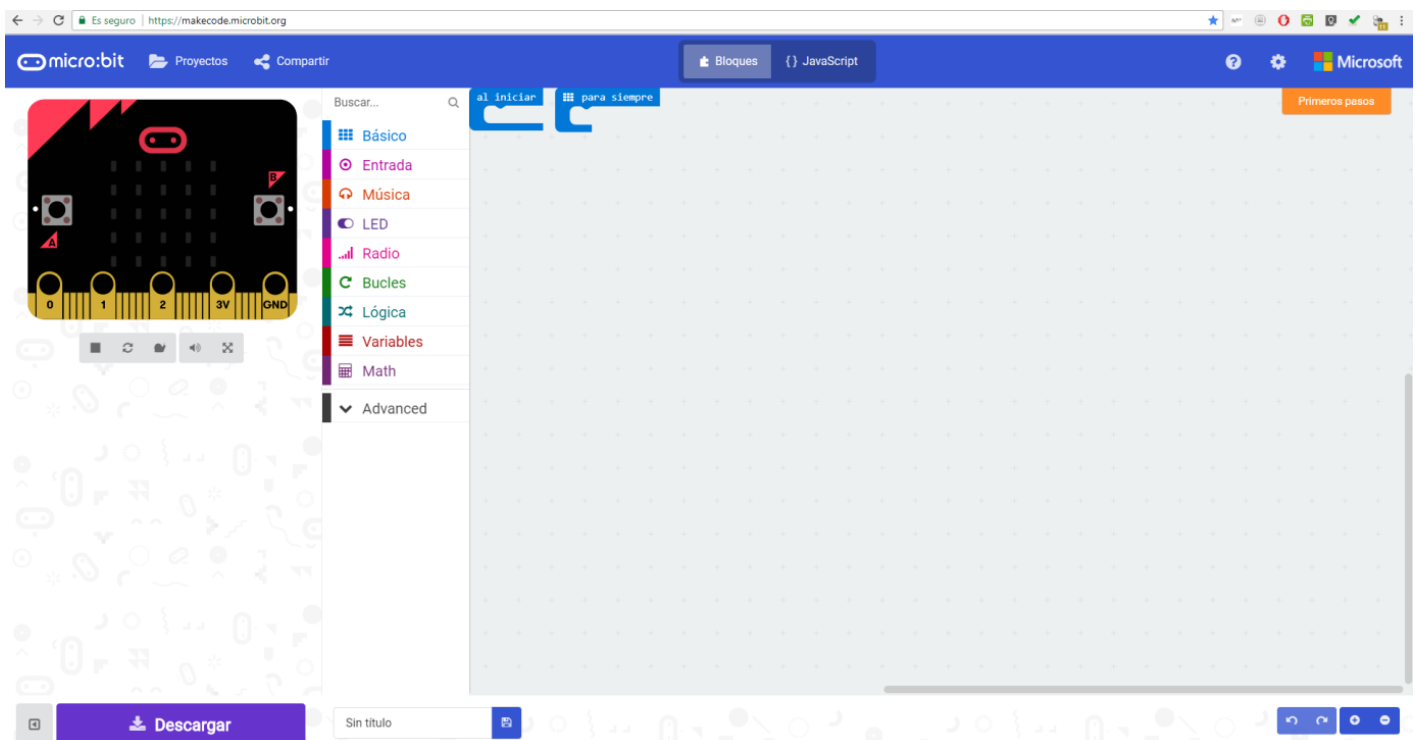 Es seguro | https://makecode.microbit.org
micro:bit Proyectos Compartir Bloques {} JavaScript Microsoft
Buscar...
al iniciar para siempre Primeros pasos
Básico
Entrada
Música
LED
Radio
Bucles
Lógica
Variables
Math
Advanced
B
A
0 1 2 3V GND
Descargar
Sin título